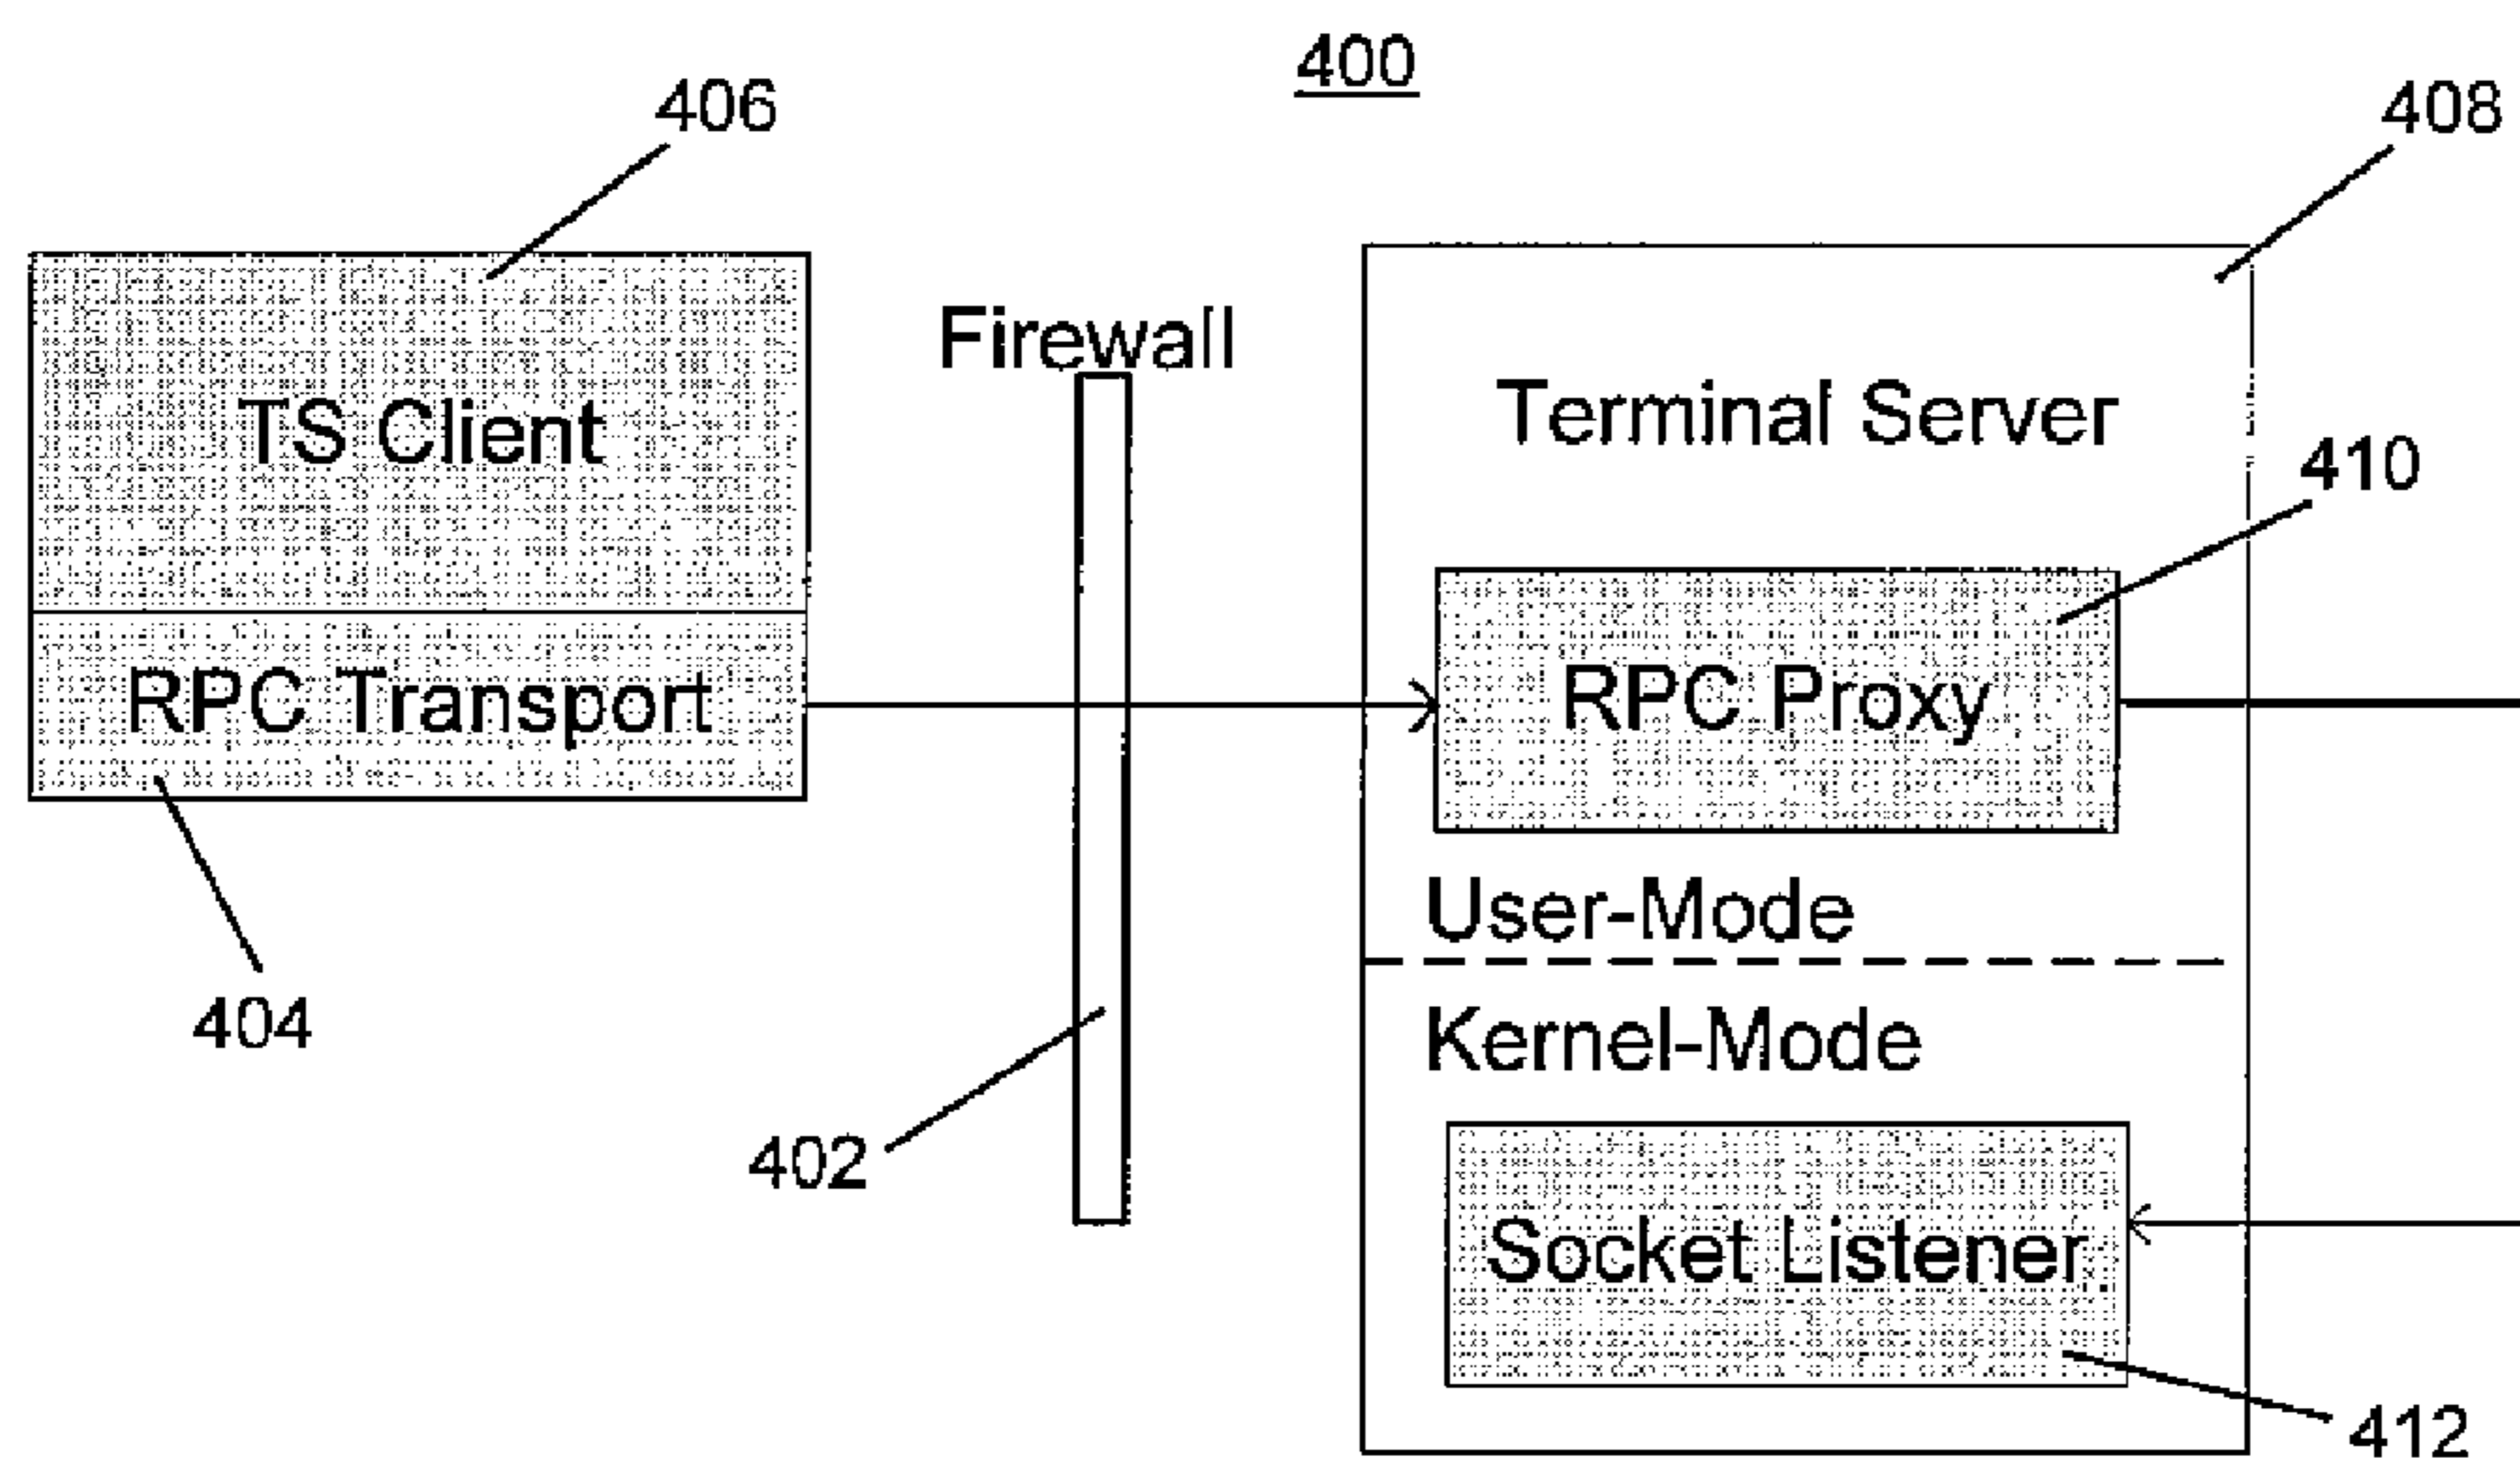 400
406
408
Firewall
TS Client
Terminal Server
410
RPC Transport
RPC Proxy
User-Mode
404
Kernel-Mode
402
Socket Listener
412